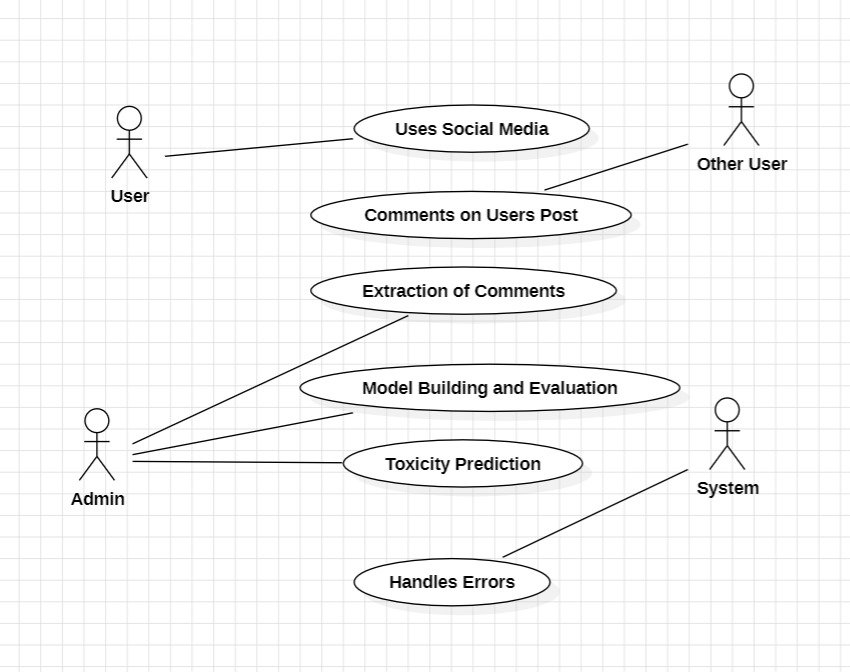 Uses Social Media
Other User
User
Comments on Users Post
Extraction of Comments
Model Building and Evaluation
Toxicity Prediction
Admin
System
Handles Errors